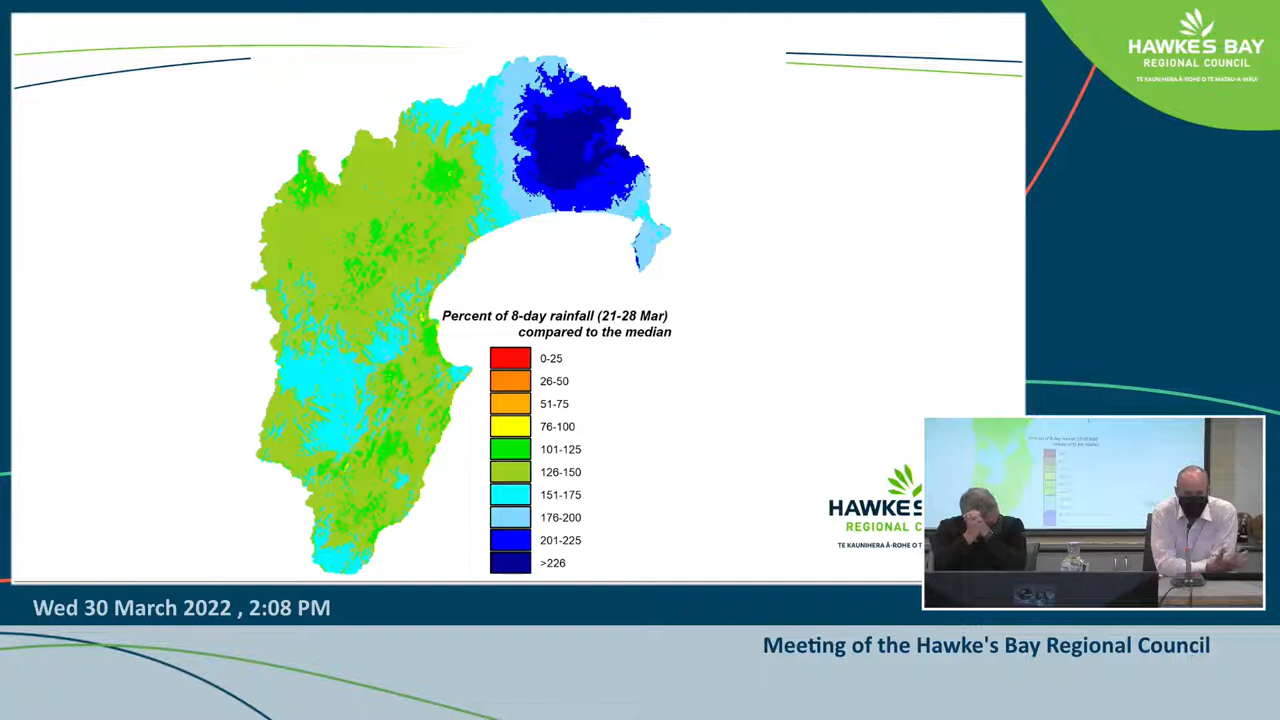 HAWKE'S BAY
REGIONAL COUNCIL
TE KAUNIHERA Ā-ROHE O TE MATAU-A-MĀUI
Percent of 8-day rainfall (21-28 Mar)
compared to the median
0-25
26-50
51-75
76-100
101-125
126-150
151-175
176-200
201-225
>226
HAWKE'S
REGIONAL C
TE KAUNIHERA Ā-ROHE O T
Wed 30 March 2022 , 2:08 PM
Meeting of the Hawke's Bay Regional Council